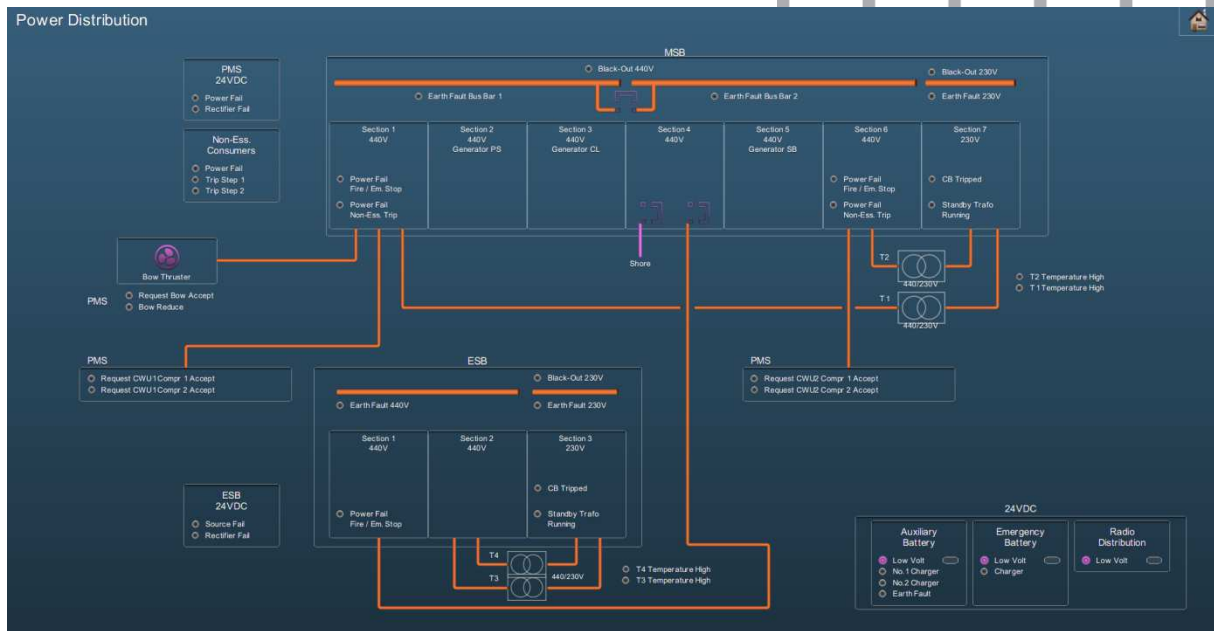 Power Distribution
PMS
24VDC
Power Fail
Rectifier Fail
Non-Ess.
Consumers
Power Fail
Trip Step 1
Trip Step 2
MSB
Black-Out 440V
Black-Out 230V
Earth Fault Bus Bar 1
Earth Fault Bus Bar 2
Earth Fault 230V
Section 1
440V
Power Fail
Fire / Em. Stop
Power Fail
Non-Ess. Trip
Section 2
440V
Generator PS
Section 3
440V
Generator CL
Section 4
440V
Section 5
440V
Generator SB
Section 6
440V
Power Fail
Fire / Em. Stop
Power Fail
Non-Ess. Trip
Section 7
230V
CB Tripped
Standby Trafo
Running
Shore
Bow Thruster
PMS
Request Bow Accept
Bow Reduce
T2
440/230V
T1
440/230V
T2 Temperature High
T1 Temperature High
PMS
Request CWU1 Compr 1 Accept
Request CWU1 Compr 2 Accept
ESB
Black-Out 230V
Earth Fault 440V
Earth Fault 230V
Section 1
440V
Power Fail
Fire / Em. Stop
Section 2
440V
Section 3
230V
CB Tripped
Standby Trafo
Running
PMS
Request CWU2 Compr 1 Accept
Request CWU2 Compr 2 Accept
ESB
24VDC
Source Fail
Rectifier Fail
T4
T3
440/230V
T4 Temperature High
T3 Temperature High
24VDC
Auxiliary
Battery
Low Volt
No.1 Charger
No.2 Charger
Earth Fault
Emergency
Battery
Low Volt
Charger
Radio
Distribution
Low Volt